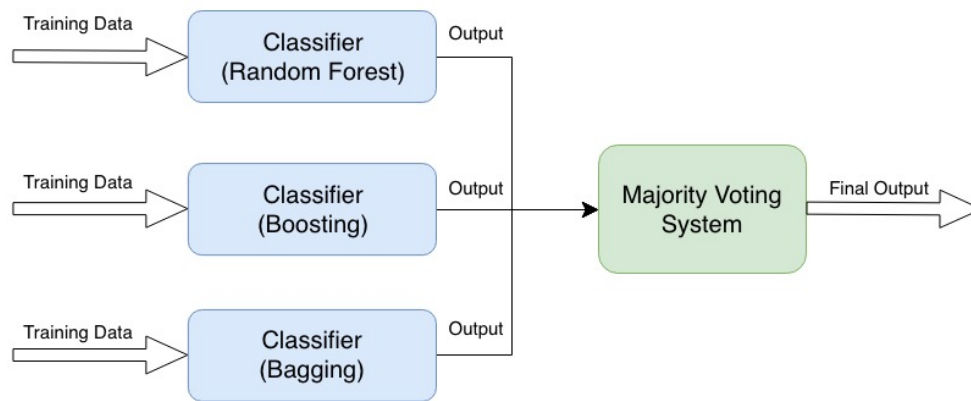 Training Data
Classifier
(Random Forest)
Output
Training Data
Classifier
(Boosting)
Output
Majority Voting
System
Final Output
Training Data
Classifier
(Bagging)
Output